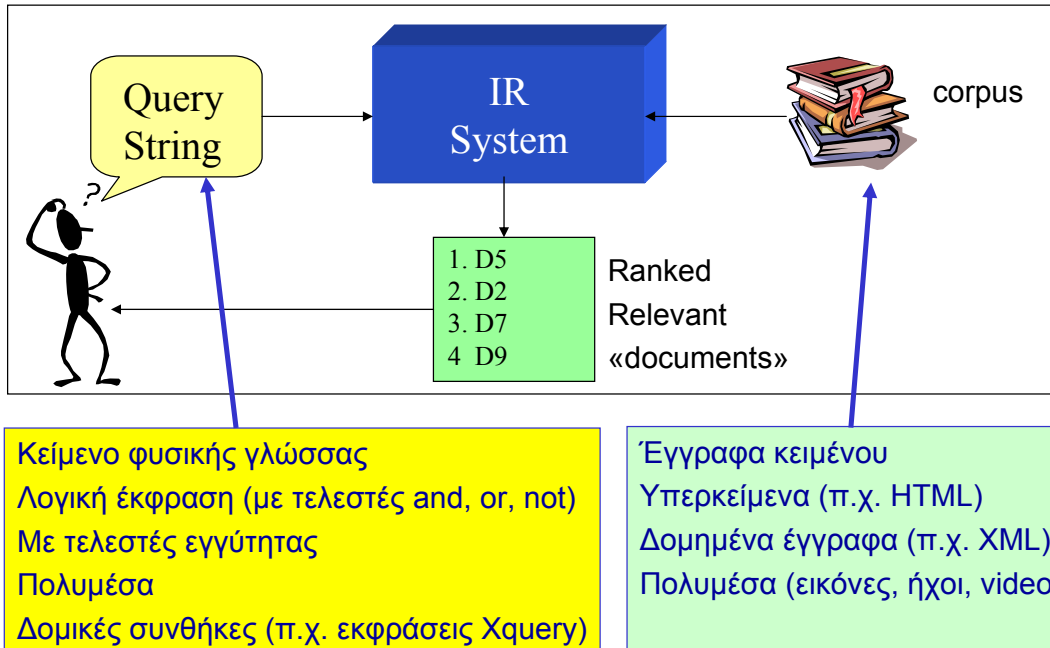 Query
String
?
IR
System
corpus
1. D5
2. D2
3. D7
4 D9
Ranked
Relevant
«documents»
Κείμενο φυσικής γλώσσας
Λογική έκφραση (με τελεστές and, or, not)
Με τελεστές εγγύτητας
Πολυμέσα
Δομικές συνθήκες (π.χ. εκφράσεις Xquery)
Έγγραφα κειμένου
Υπερκείμενα (π.χ. HTML)
Δομημένα έγγραφα (π.χ. XML)
Πολυμέσα (εικόνες, ήχοι, video